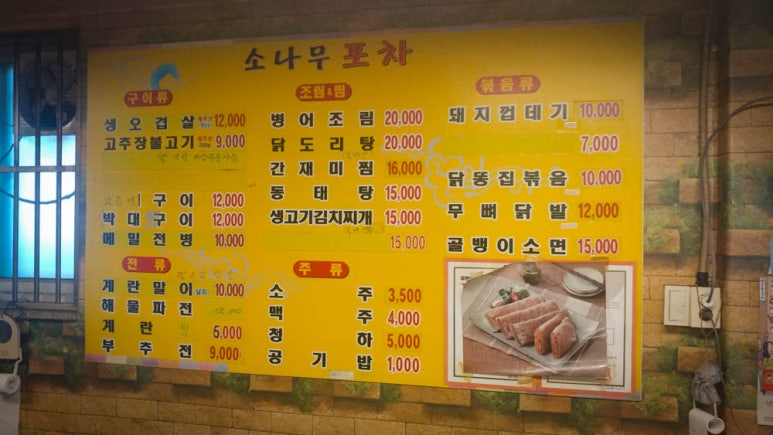 소나무포차
구이류
생오겹살 12,000
고추장불고기 9,000
구이 12,000
박대구이 12,000
메밀전병 10,000
전류
계란말이 10,000
해물파전
계란 5,000
부추전 9,000
조림&찜
병어조림 20,000
닭도리탕 20,000
간재미찜 16,000
동태탕 15,000
생고기김치찌개 15,000
15,000
주류
소주 3,500
맥주 4,000
청하 5,000
공기밥 1,000
볶음류
돼지껍데기 10,000
7,000
닭똥집볶음 10,000
무뼈닭발 12,000
골뱅이소면 15,000